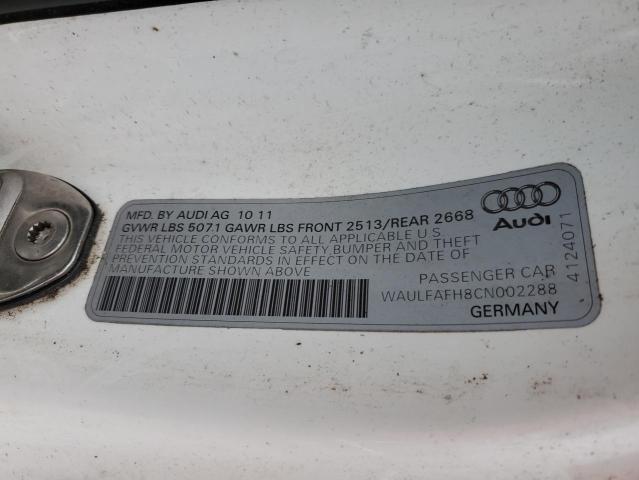 MFD. BY AUDI AG 10 11
GVWR LBS 5071 GAWR LBS FRONT 2513/REAR 2668
THIS VEHICLE CONFORMS TO ALL APPLICABLE U.S.
FEDERAL MOTOR VEHICLE SAFETY, BUMPER AND THEFT
PREVENTION STANDARDS IN EFFECT ON THE DATE OF
MANUFACTURE SHOWN ABOVE
PASSENGER CAR
WAULFAFH8CN002288
GERMANY
Audi
4124071